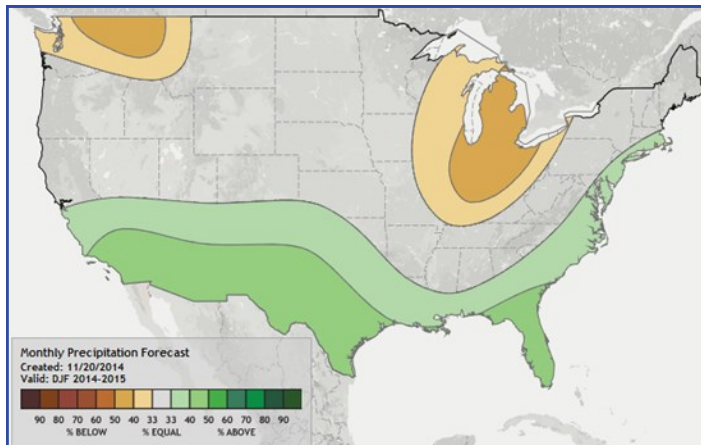 Monthly Precipitation Forecast
Created: 11/20/2014
Valid: DJF 2014-2015
90 80 70 60 50 40 33 33 40 50 60 70 80 90
% BELOW % EQUAL % ABOVE